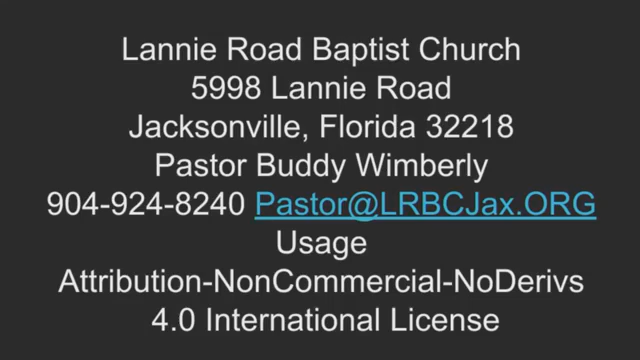 Lannie Road Baptist Church
5998 Lannie Road
Jacksonville, Florida 32218
Pastor Buddy Wimberly
904-924-8240 Pastor@LRBCJax.ORG
Usage
Attribution-NonCommercial-NoDerivs
4.0 International License